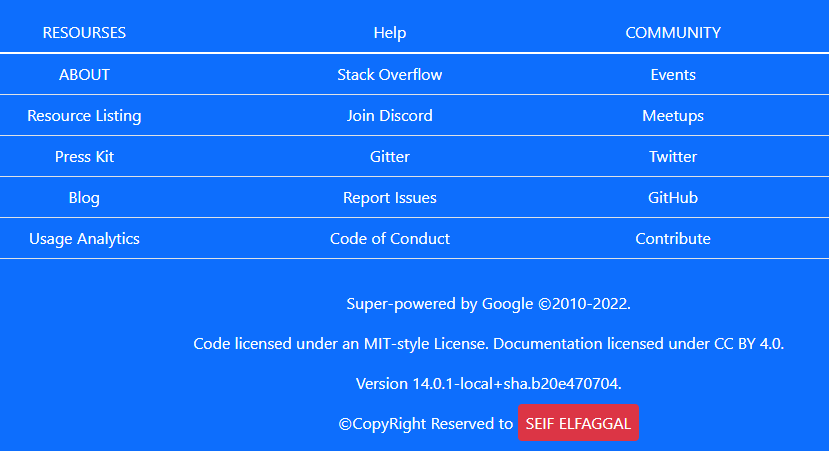 RESOURSES Help COMMUNITY
ABOUT Stack Overflow Events
Resource Listing Join Discord Meetups
Press Kit Gitter Twitter
Blog Report Issues GitHub
Usage Analytics Code of Conduct Contribute
Super-powered by Google ©2010-2022.
Code licensed under an MIT-style License. Documentation licensed under CC BY 4.0.
Version 14.0.1-local+sha.b20e470704.
©CopyRight Reserved to SEIF ELFAGGAL